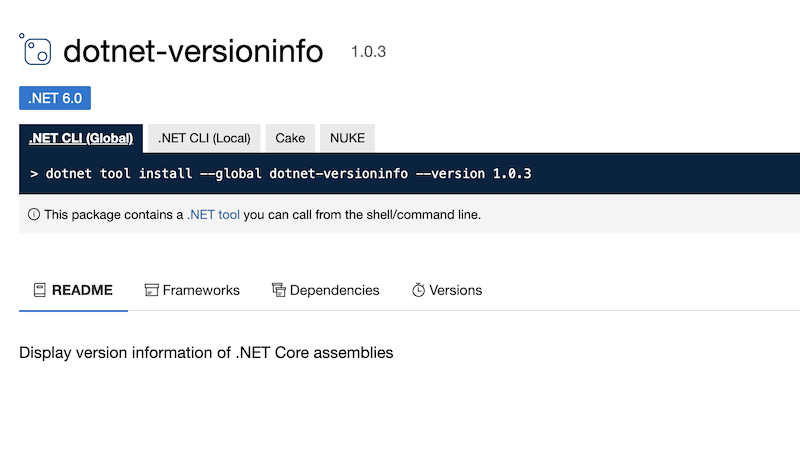 dotnet-versioninfo 1.0.3
.NET 6.0
.NET CLI (Global) .NET CLI (Local) Cake NUKE
> dotnet tool install --global dotnet-versioninfo --version 1.0.3
This package contains a .NET tool you can call from the shell/command line.
README Frameworks Dependencies Versions
Display version information of .NET Core assemblies